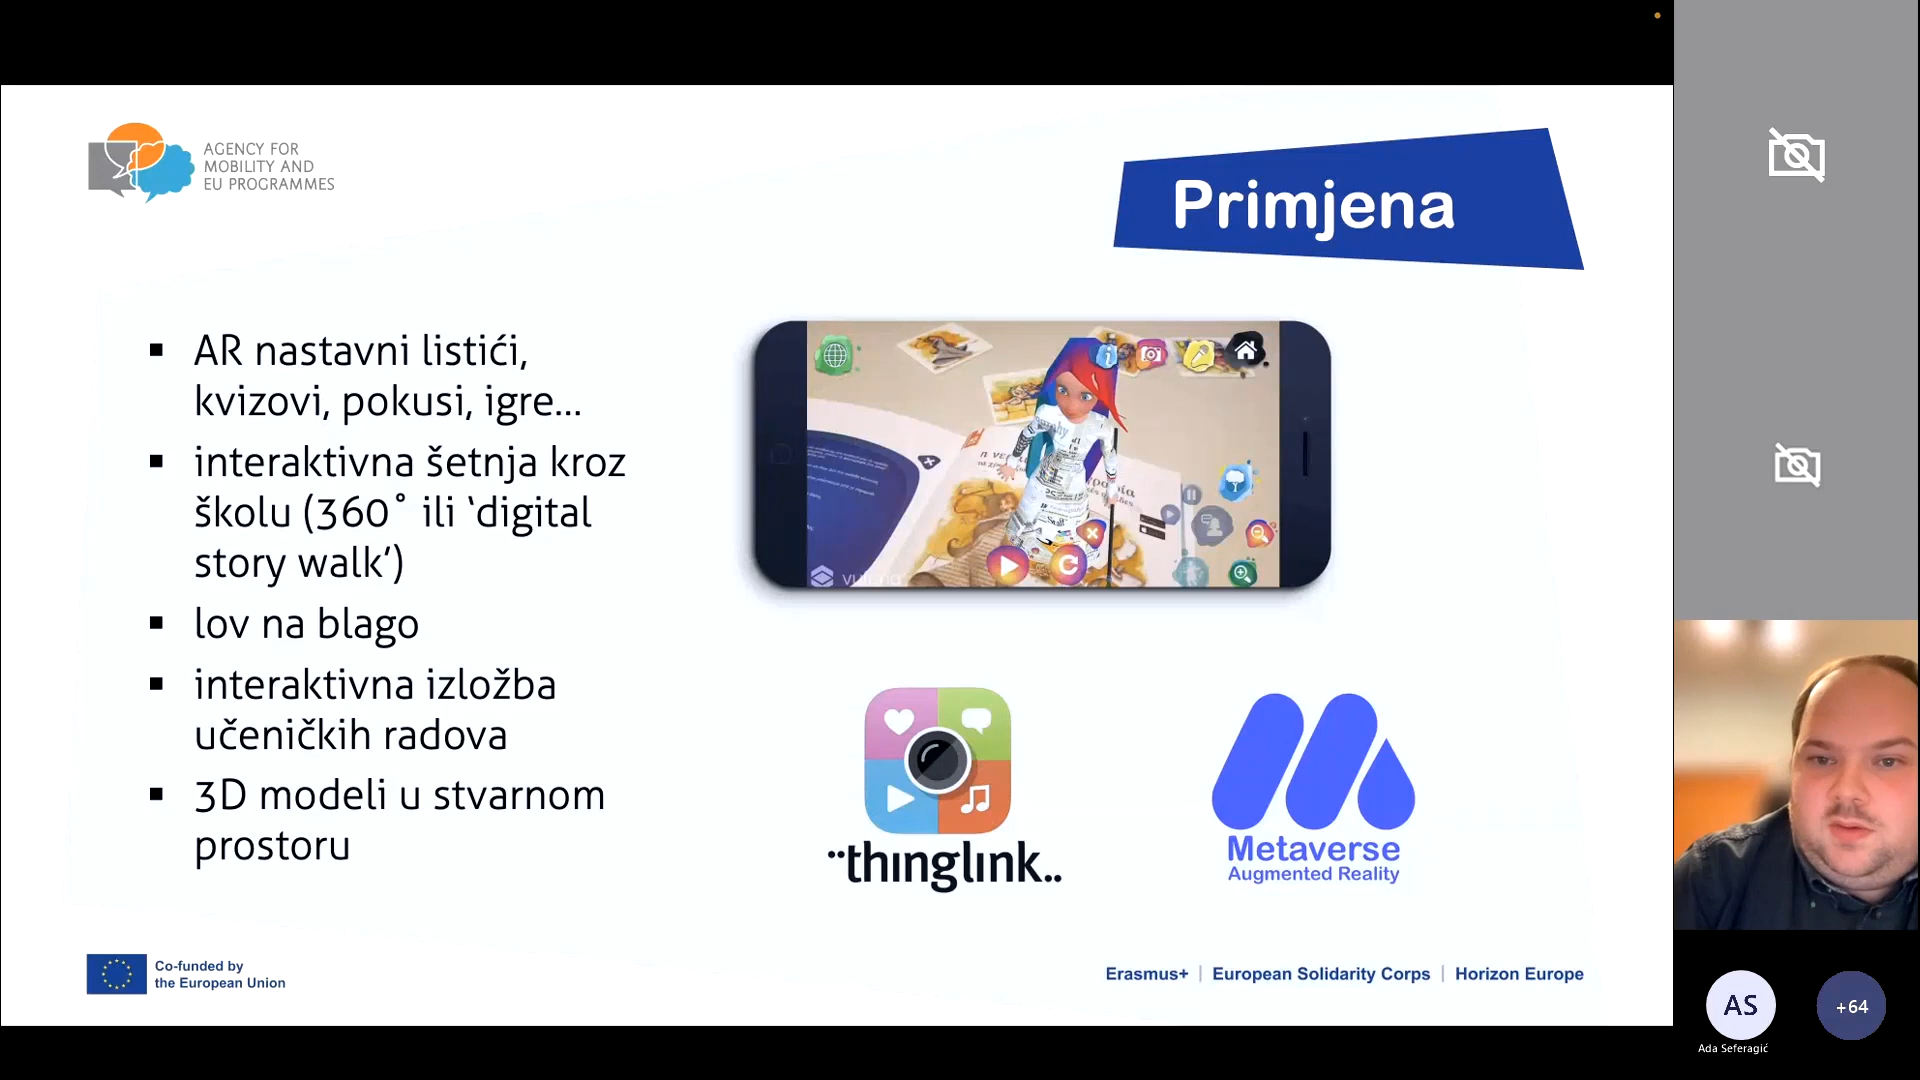 AGENCY FOR
MOBILITY AND
EU PROGRAMMES
Primjena
▪ AR nastavni listići,
kvizovi, pokusi, igre...
▪ interaktivna šetnja kroz
školu (360˚ ili ‘digital
story walk’)
▪ lov na blago
▪ interaktivna izložba
učeničkih radova
▪ 3D modeli u stvarnom
prostoru
¨thinglink..
Metaverse
Augmented Reality
Co-funded by
the European Union
Erasmus+ | European Solidarity Corps | Horizon Europe
AS
+64
Ada Seferagić